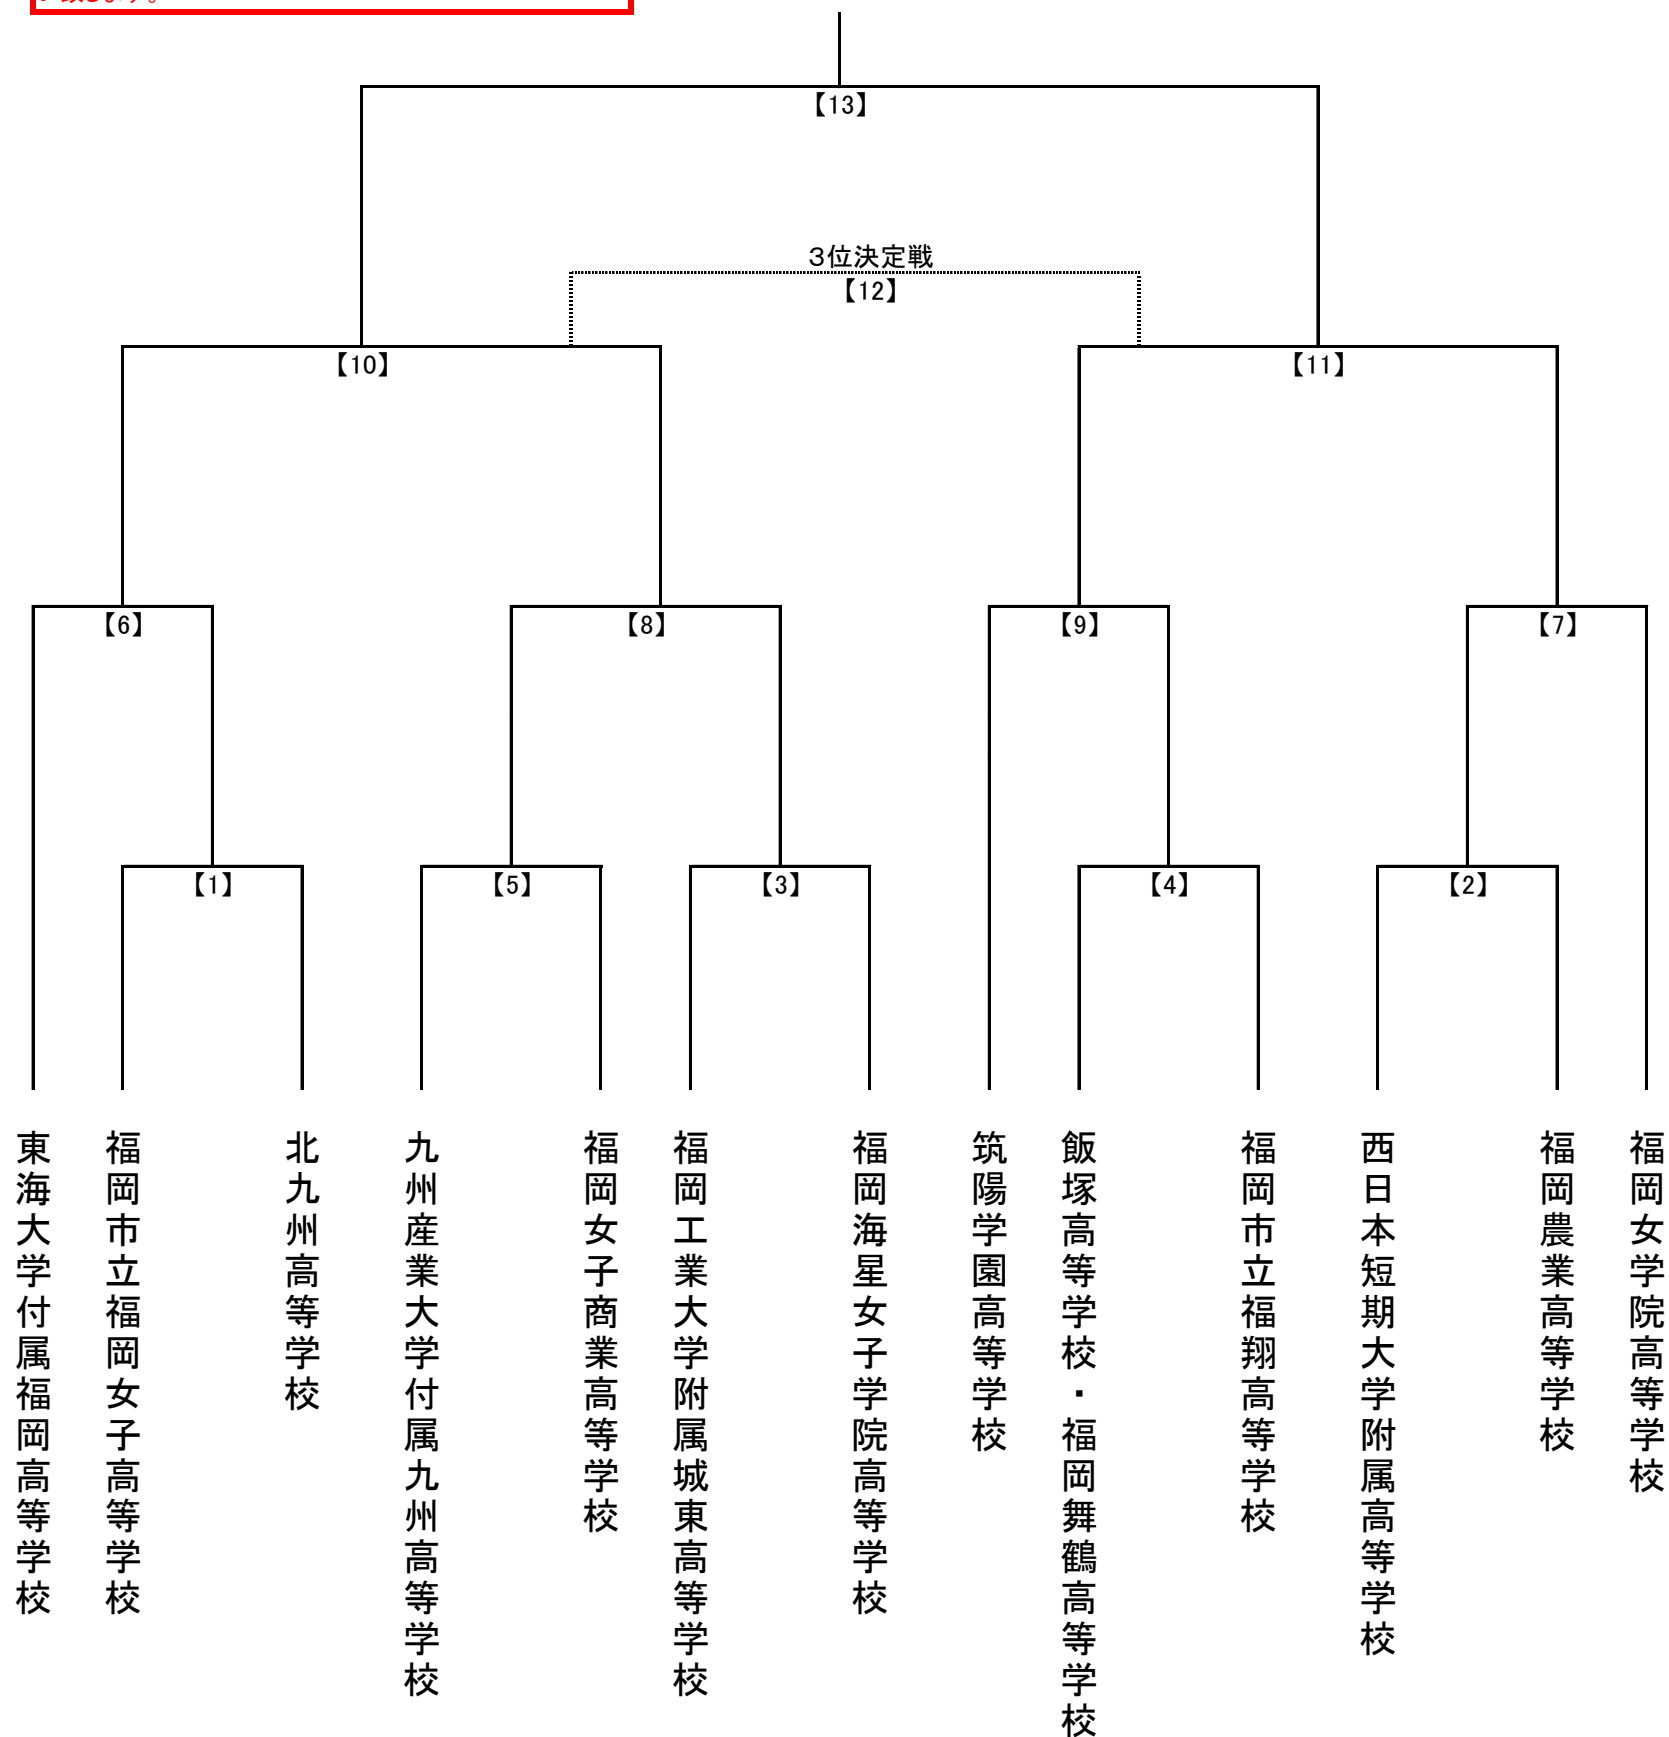 【13】
3位決定戦
【12】
【10】
【11】
【6】
【8】
【9】
【7】
【1】
【5】
【3】
【4】
【2】
東海大学付属福岡高等学校
福岡市立福岡女子高等学校
北九州高等学校
九州産業大学付属九州高等学校
福岡女子商業高等学校
福岡工業大学附属城東高等学校
福岡海星女子学院高等学校
筑陽学園高等学校
飯塚高等学校・福岡舞鶴高等学校
福岡市立福翔高等学校
西日本短期大学附属高等学校
福岡農業高等学校
福岡女学院高等学校